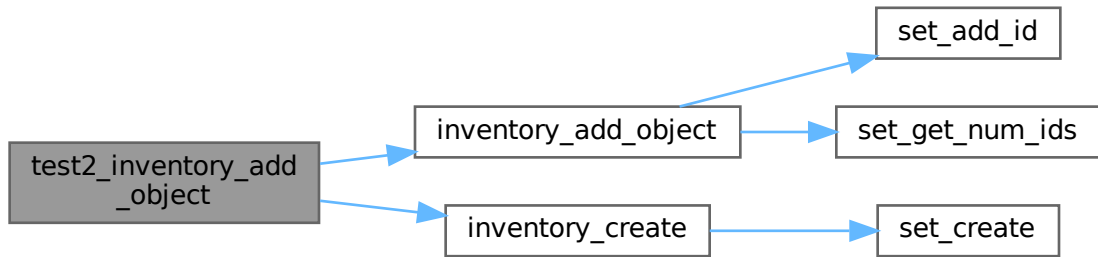 test2_inventory_add
_object
inventory_add_object
inventory_create
set_add_id
set_get_num_ids
set_create